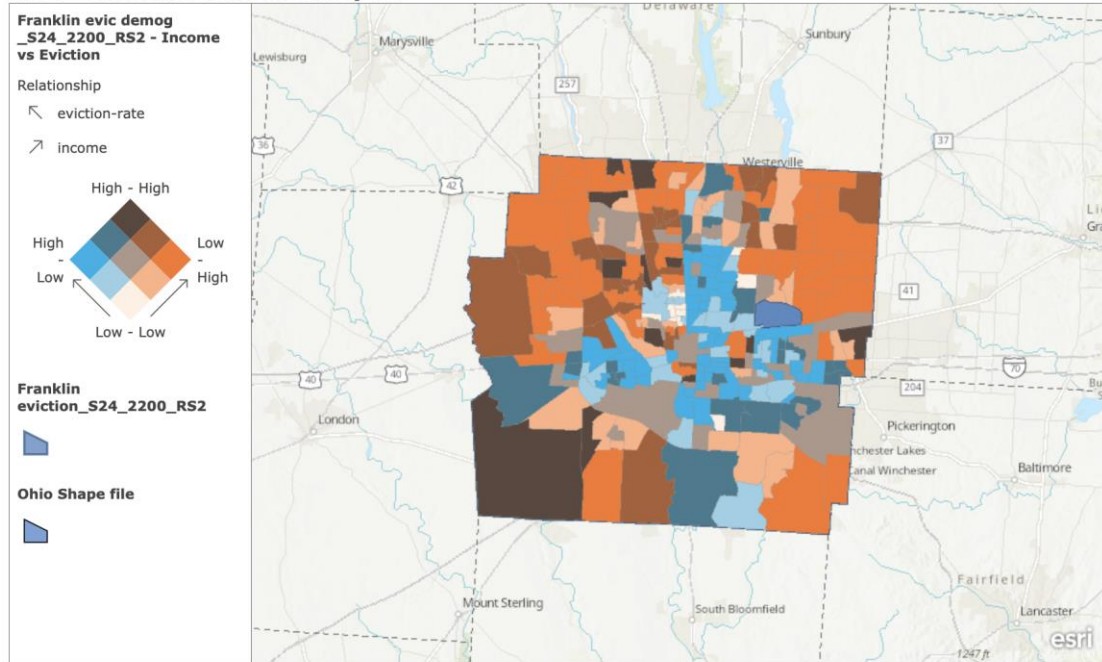 Franklin evic demog
_S24_2200_RS2 - Income
vs Eviction
Relationship
eviction-rate
income
High - High
High
-
Low
Low
-
High
Low - Low
Franklin
eviction_S24_2200_RS2
Ohio Shape file
Delaware
Sunbury
Marysville
Lewisburg
257
36
37
42
Westerville
41
40
40
70
204
London
Pickerington
nchester Lakes
anal Winchester
Baltimore
Fairfield
Mount Sterling
South Bloomfield
Lancaster
esri
1247 ft